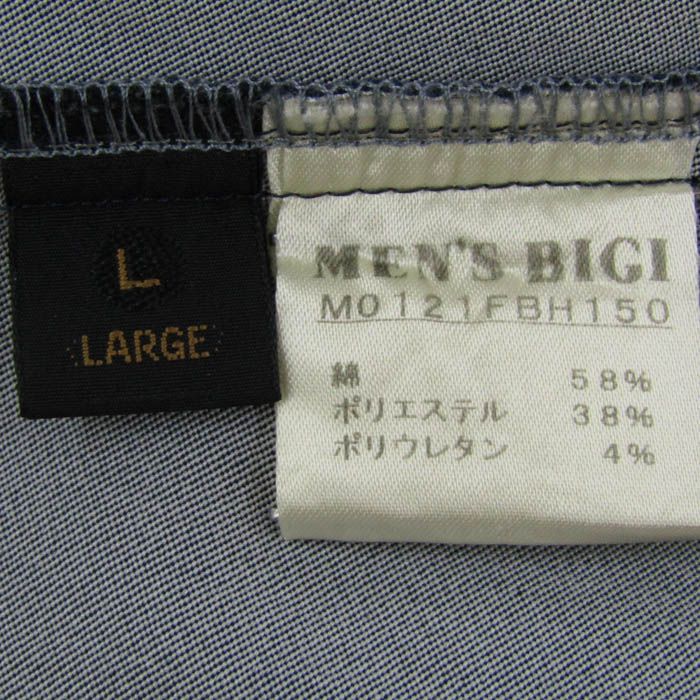 L
LARGE
MEN'S BIGI
M0121FBH150
綿 58%
ポリエステル 38%
ポリウレタン 4%